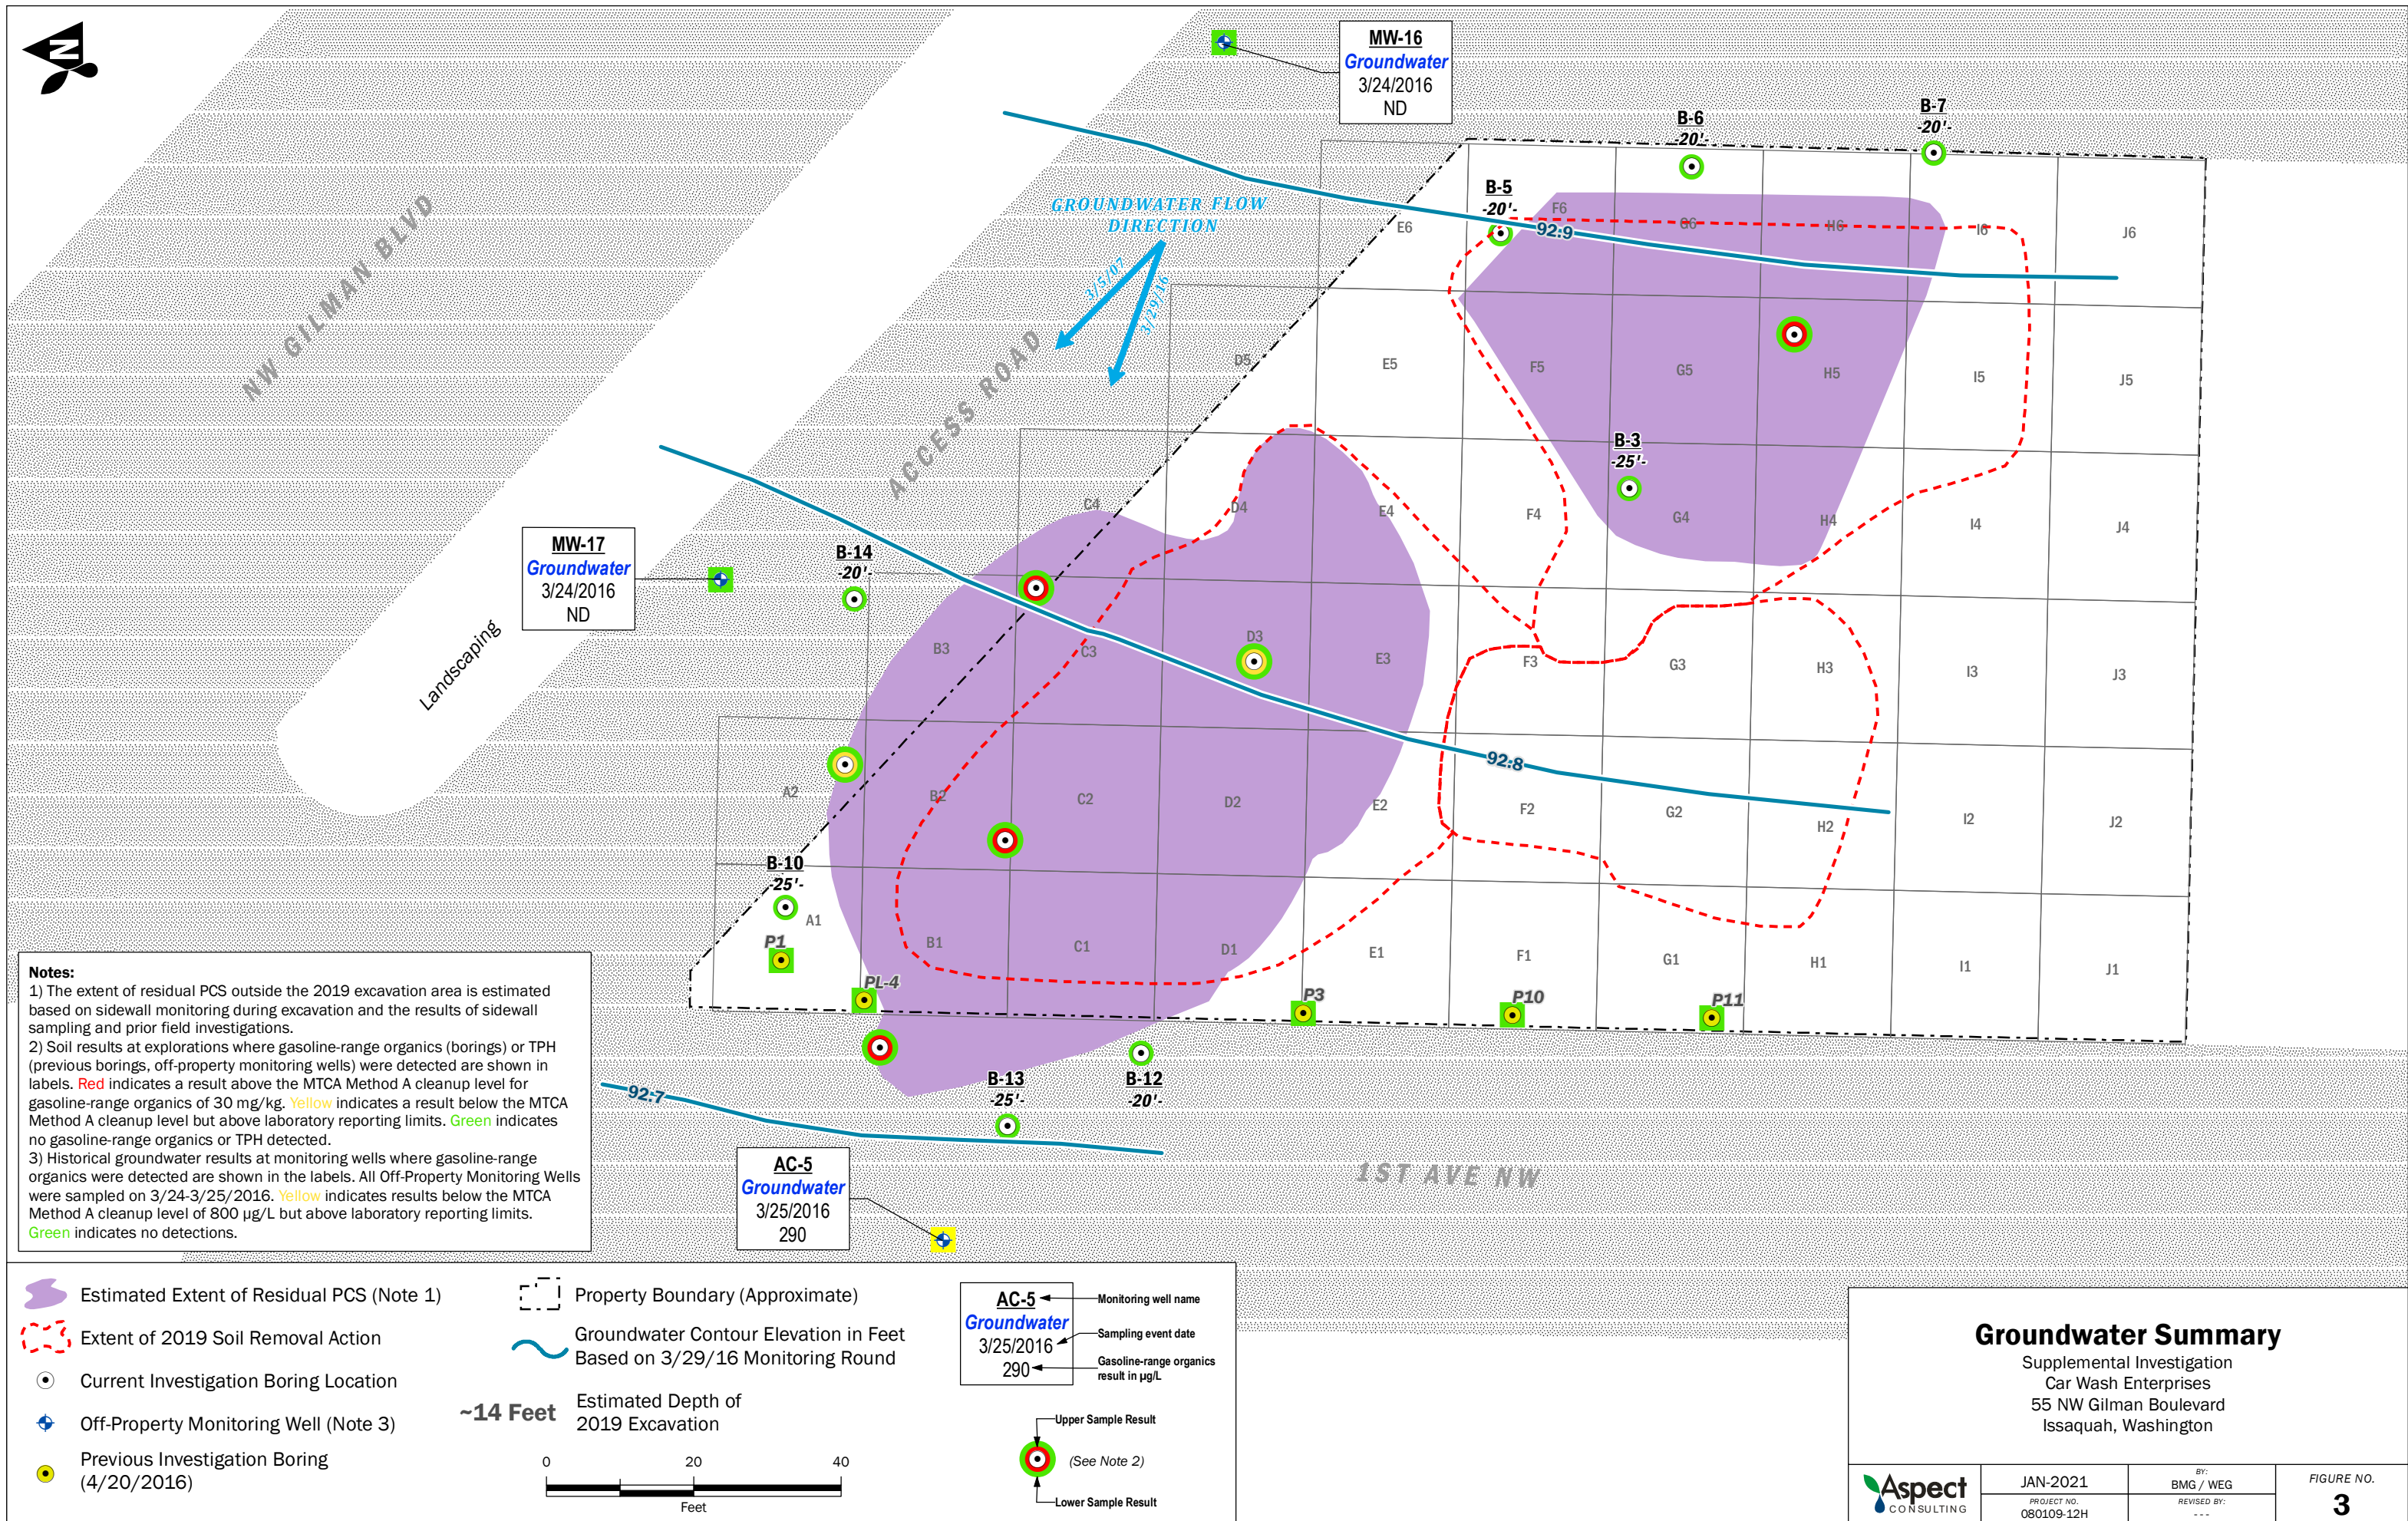 N
MW-16
Groundwater
3/24/2016
ND
B-6
-20'-
B-7
-20'-
B-5
-20'-
NW GILMAN BLVD
GROUNDWATER FLOW
DIRECTION
3/5/07
3/29/16
ACCESS ROAD
92.9
E6
F6
G6
H6
I6
J6
D5
E5
F5
G5
H5
I5
J5
B-3
-25'-
C4
D4
E4
F4
G4
H4
I4
J4
MW-17
Groundwater
3/24/2016
ND
B-14
-20'-
Landscaping
B3
C3
D3
E3
F3
G3
H3
I3
J3
92.8
A2
B2
C2
D2
E2
F2
G2
H2
I2
J2
B-10
-25'-
A1
B1
C1
D1
E1
F1
G1
H1
I1
J1
P1
PL-4
P3
P10
P11
B-13
-25'-
B-12
-20'-
92.7
AC-5
Groundwater
3/25/2016
290
1ST AVE NW
Notes:
1) The extent of residual PCS outside the 2019 excavation area is estimated
based on sidewall monitoring during excavation and the results of sidewall
sampling and prior field investigations.
2) Soil results at explorations where gasoline-range organics (borings) or TPH
(previous borings, off-property monitoring wells) were detected are shown in
labels. Red indicates a result above the MTCA Method A cleanup level for
gasoline-range organics of 30 mg/kg. Yellow indicates a result below the MTCA
Method A cleanup level but above laboratory reporting limits. Green indicates
no gasoline-range organics or TPH detected.
3) Historical groundwater results at monitoring wells where gasoline-range
organics were detected are shown in the labels. All Off-Property Monitoring Wells
were sampled on 3/24-3/25/2016. Yellow indicates results below the MTCA
Method A cleanup level of 800 µg/L but above laboratory reporting limits.
Green indicates no detections.
Estimated Extent of Residual PCS (Note 1)
Extent of 2019 Soil Removal Action
Current Investigation Boring Location
Off-Property Monitoring Well (Note 3)
Previous Investigation Boring
(4/20/2016)
Property Boundary (Approximate)
Groundwater Contour Elevation in Feet
Based on 3/29/16 Monitoring Round
~14 Feet
Estimated Depth of
2019 Excavation
0 20 40
Feet
AC-5
Groundwater
3/25/2016
290
Monitoring well name
Sampling event date
Gasoline-range organics
result in µg/L
Upper Sample Result
(See Note 2)
Lower Sample Result
Groundwater Summary
Supplemental Investigation
Car Wash Enterprises
55 NW Gilman Boulevard
Issaquah, Washington
Aspect
CONSULTING
JAN-2021
PROJECT NO.
080109-12H
BY:
BMG / WEG
REVISED BY:
- - -
FIGURE NO.
3